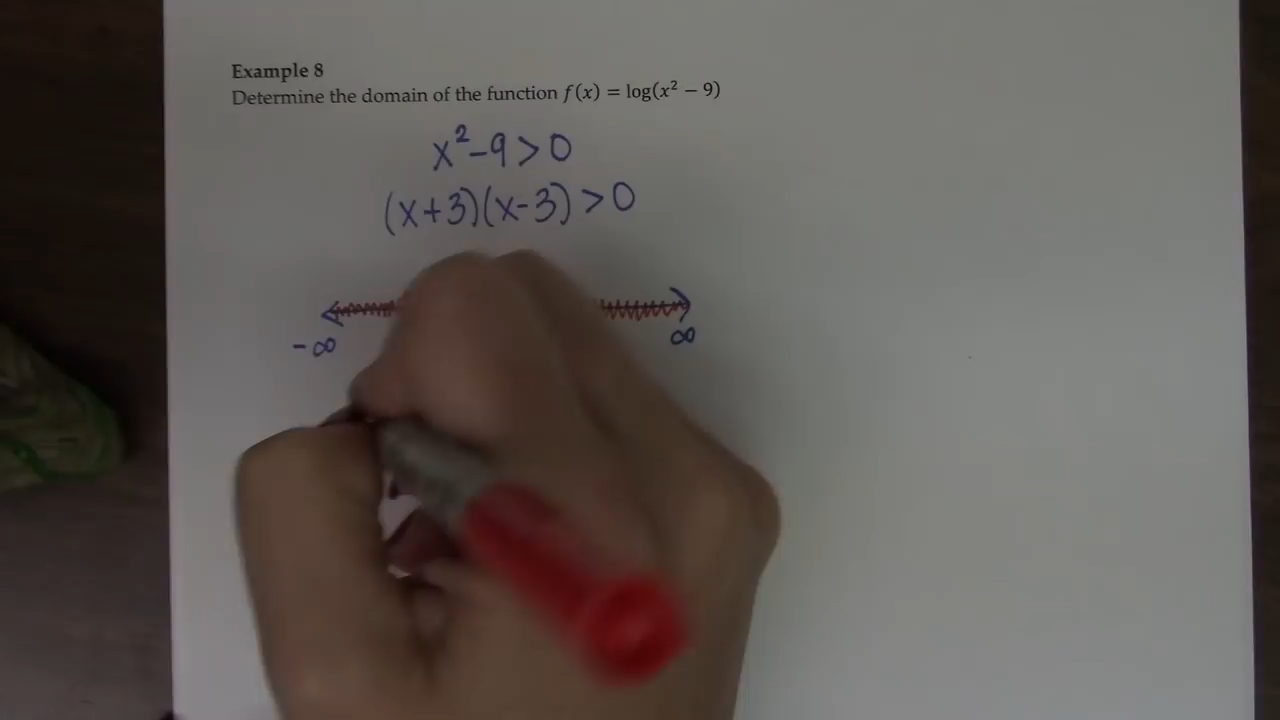 Example 8
Determine the domain of the function f(x) = log(x² − 9)
x²-9>0
(x+3)(x-3)>0
-∞ ∞